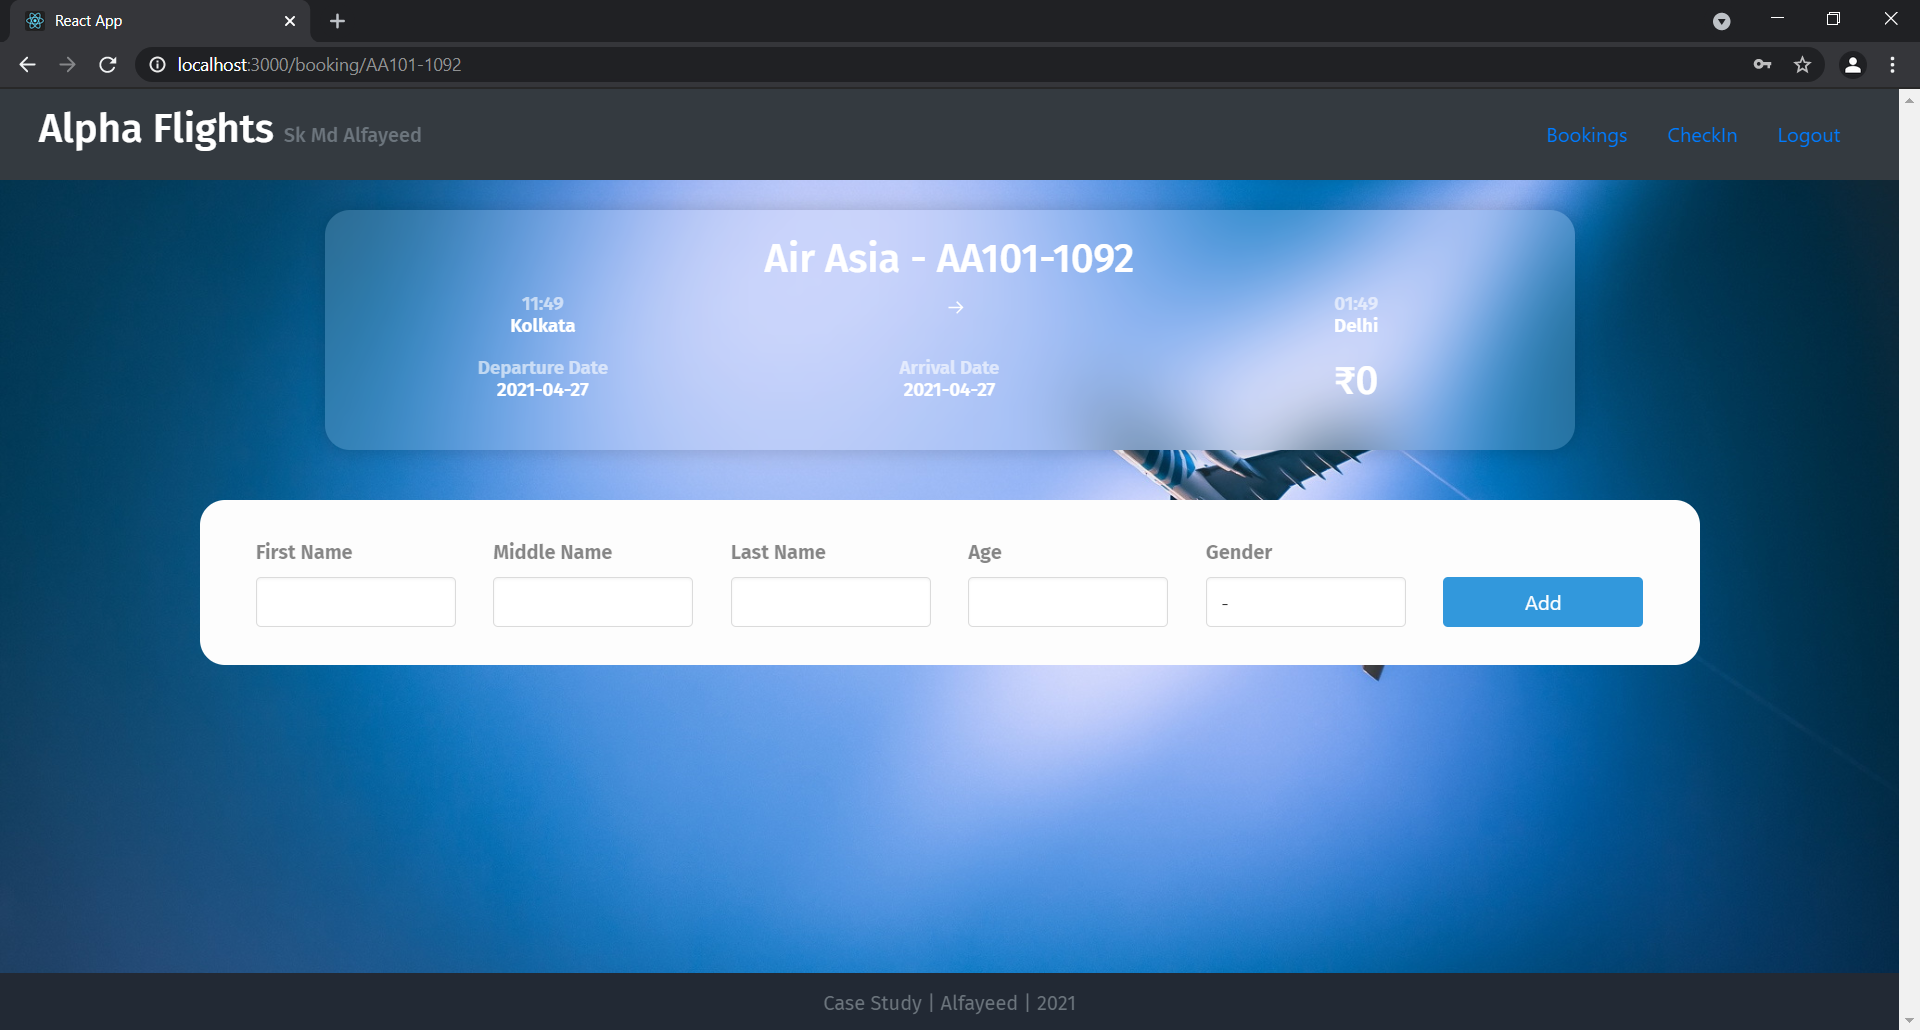 React App
localhost:3000/booking/AA101-1092
Alpha Flights Sk Md Alfayeed
Bookings CheckIn Logout
Air Asia - AA101-1092
11:49 → 01:49
Kolkata Delhi
Departure Date Arrival Date ₹0
2021-04-27 2021-04-27
First Name Middle Name Last Name Age Gender
- Add
Case Study | Alfayeed | 2021